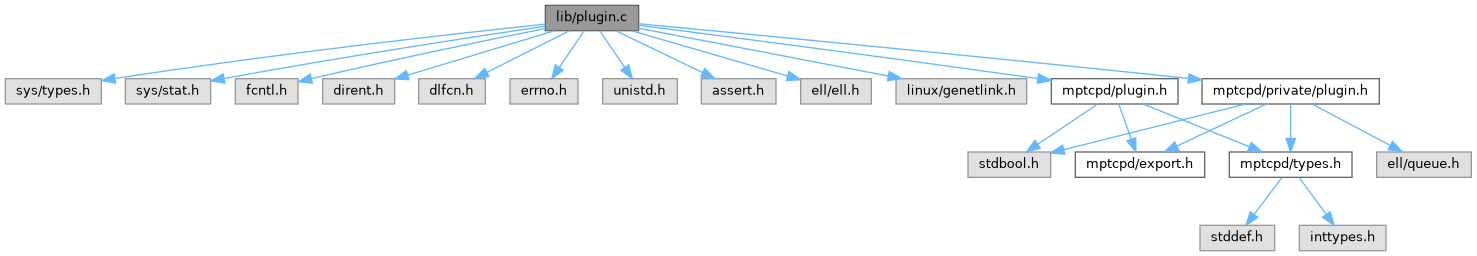 lib/plugin.c
sys/types.h
sys/stat.h
fcntl.h
dirent.h
dlfcn.h
errno.h
unistd.h
assert.h
ell/ell.h
linux/genetlink.h
mptcpd/plugin.h
mptcpd/private/plugin.h
stdbool.h
mptcpd/export.h
mptcpd/types.h
ell/queue.h
stddef.h
inttypes.h